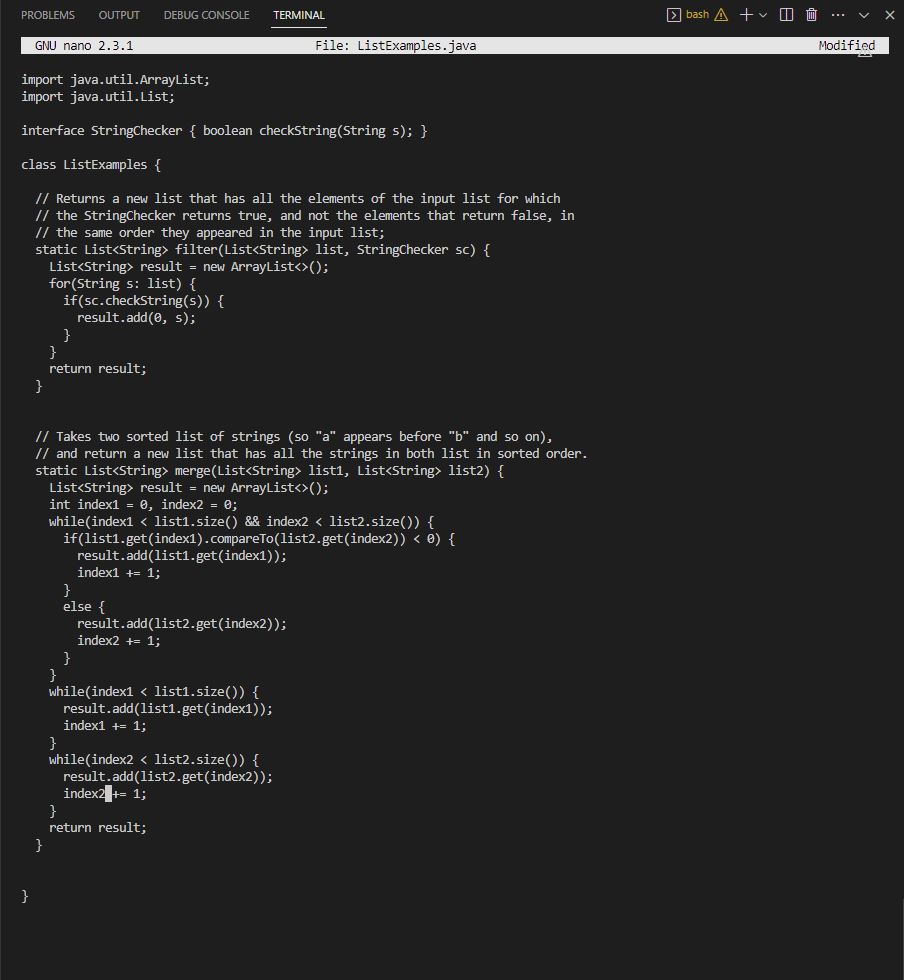 PROBLEMS OUTPUT DEBUG CONSOLE TERMINAL bash
GNU nano 2.3.1 File: ListExamples.java Modified
import java.util.ArrayList;
import java.util.List;
interface StringChecker { boolean checkString(String s); }
class ListExamples {
  // Returns a new list that has all the elements of the input list for which
  // the StringChecker returns true, and not the elements that return false, in
  // the same order they appeared in the input list;
  static List<String> filter(List<String> list, StringChecker sc) {
    List<String> result = new ArrayList<>();
    for(String s: list) {
      if(sc.checkString(s)) {
        result.add(0, s);
      }
    }
    return result;
  }
  // Takes two sorted list of strings (so "a" appears before "b" and so on),
  // and return a new list that has all the strings in both list in sorted order.
  static List<String> merge(List<String> list1, List<String> list2) {
    List<String> result = new ArrayList<>();
    int index1 = 0, index2 = 0;
    while(index1 < list1.size() && index2 < list2.size()) {
      if(list1.get(index1).compareTo(list2.get(index2)) < 0) {
        result.add(list1.get(index1));
        index1 += 1;
      }
      else {
        result.add(list2.get(index2));
        index2 += 1;
      }
    }
    while(index1 < list1.size()) {
      result.add(list1.get(index1));
      index1 += 1;
    }
    while(index2 < list2.size()) {
      result.add(list2.get(index2));
      index2 += 1;
    }
    return result;
  }
}